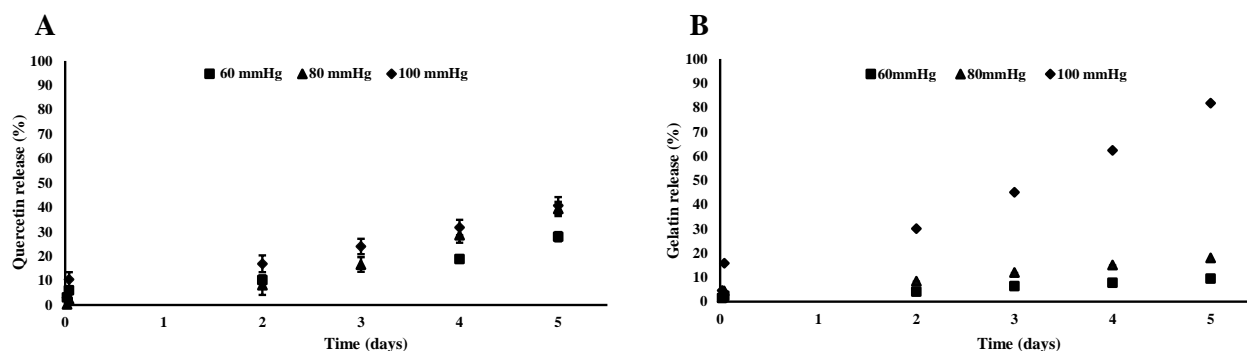 A
60 mmHg 80 mmHg 100 mmHg
Quercetin release (%)
100
90
80
70
60
50
40
30
20
10
0
0 1 2 3 4 5
Time (days)
B
60mmHg 80mmHg 100 mmHg
Gelatin release (%)
100
90
80
70
60
50
40
30
20
10
0
0 1 2 3 4 5
Time (days)